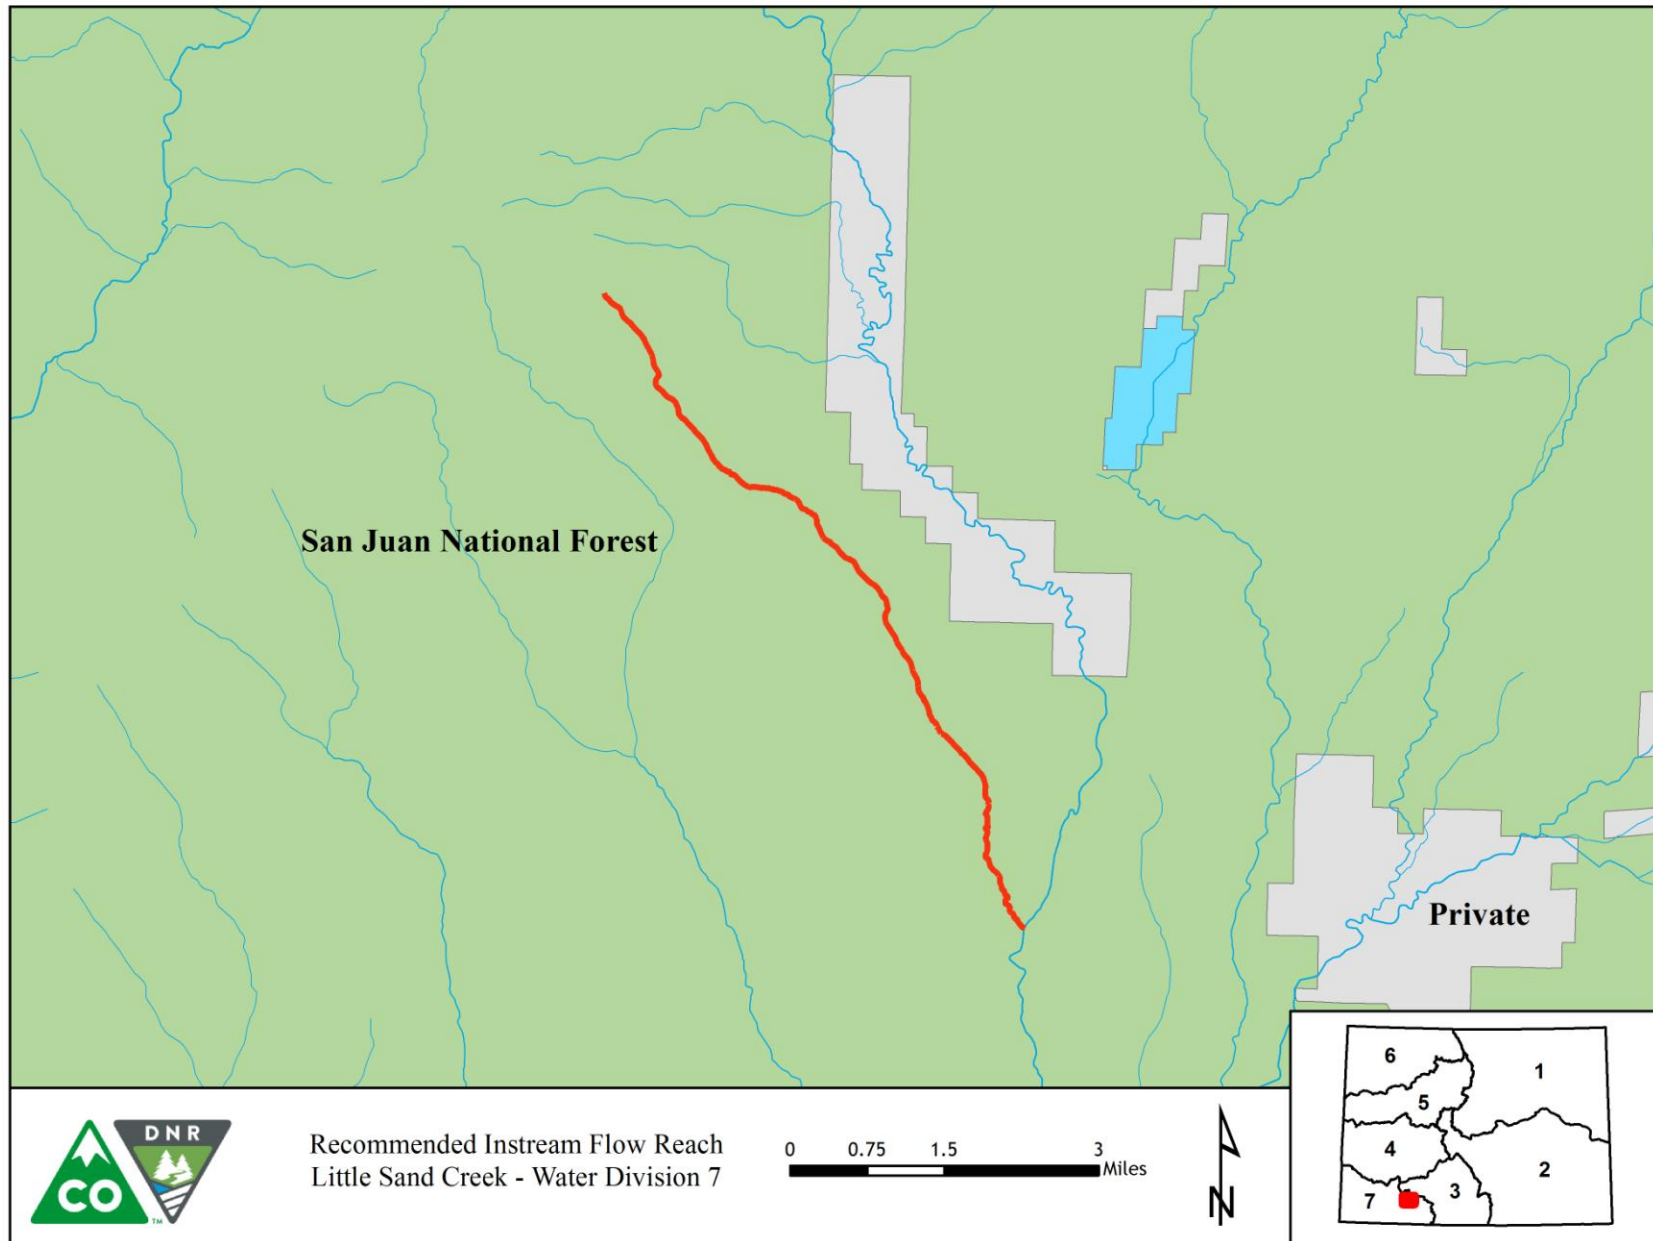 San Juan National Forest
Private
DNR
CO
TM
Recommended Instream Flow Reach
Little Sand Creek - Water Division 7
0 0.75 1.5 3
Miles
N
6
1
5
4
2
3
7